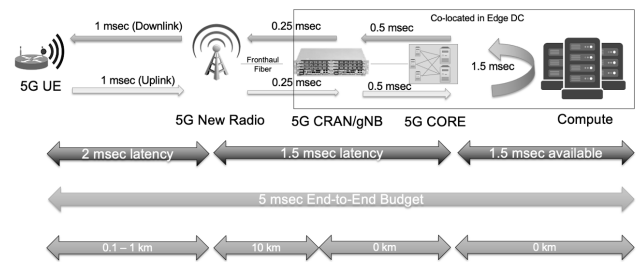 Co-located in Edge DC
1 msec (Downlink)
0.25 msec
0.5 msec
Fronthaul
Fiber
1.5 msec
5G UE
1 msec (Uplink)
0.25 msec
0.5 msec
5G New Radio
5G CRAN/gNB
5G CORE
Compute
2 msec latency
1.5 msec latency
1.5 msec available
5 msec End-to-End Budget
0.1 – 1 km
10 km
0 km
0 km